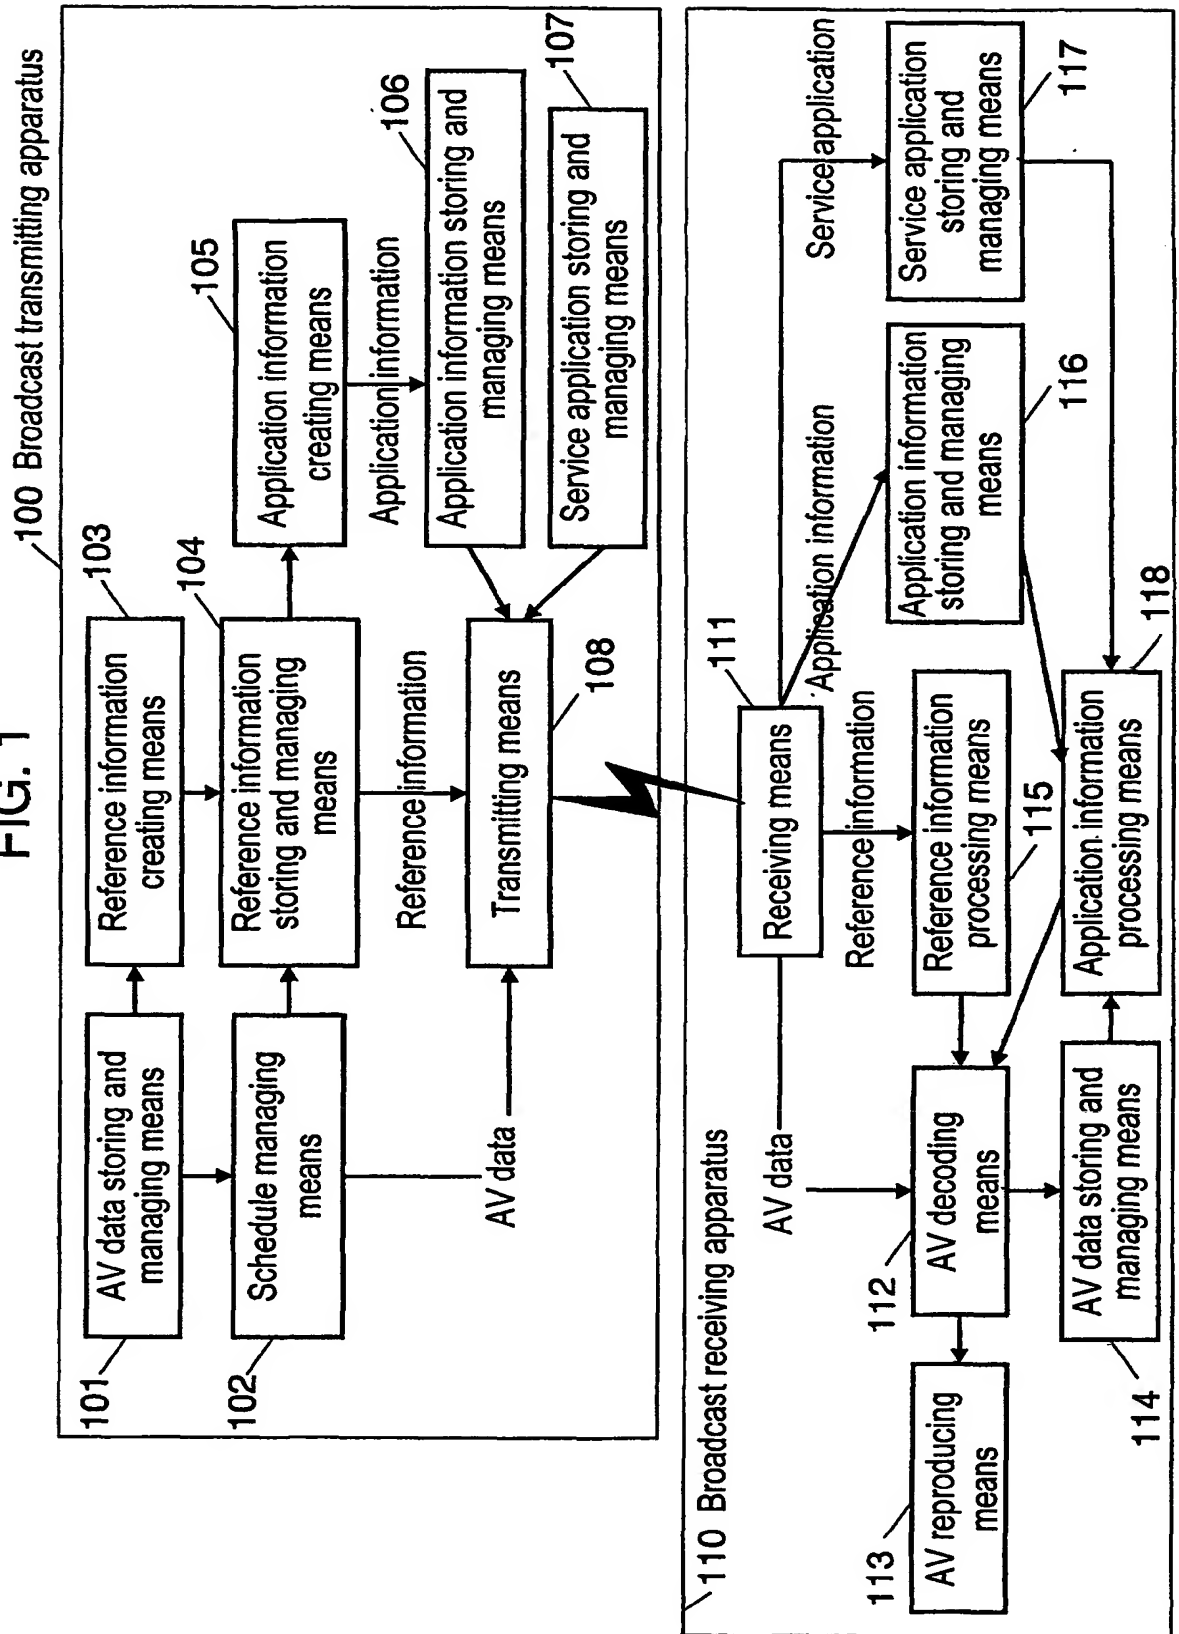 FIG. 1
100 Broadcast transmitting apparatus
101
AV data storing and
managing means
103
Reference information
creating means
102
Schedule managing
means
104
Reference information
storing and managing
means
105
Application information
creating means
Application information
106
Application information storing and
managing means
107
Service application storing and
managing means
Reference information
AV data
Transmitting means
108
110 Broadcast receiving apparatus
111
Receiving means
AV data
Reference information
Application information
Service application
113
AV reproducing
means
112
AV decoding
means
Reference information
processing means
115
Application information
storing and managing
means
116
Service application
storing and
managing means
117
114
AV data storing and
managing means
Application information
processing means
118